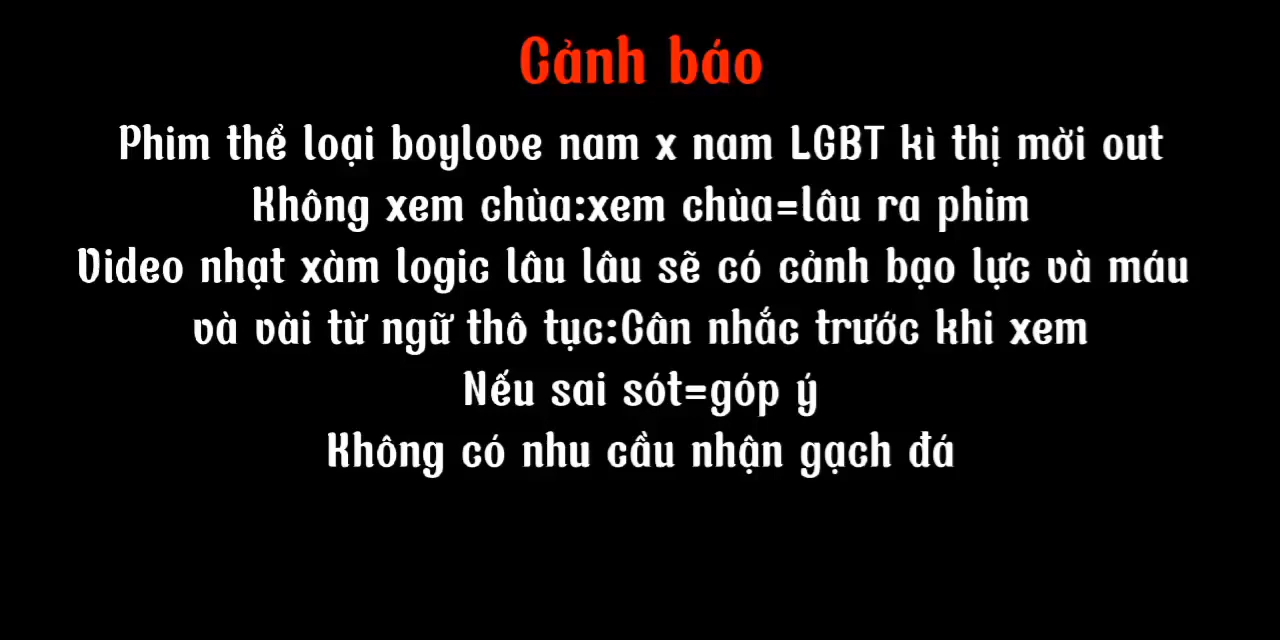 Cảnh báo
Phim thể loại boylove nam x nam LGBT kì thị mời out
Không xem chùa:xem chùa=lâu ra phim
Video nhạt xàm logic lâu lâu sẽ có cảnh bạo lực và máu
và vài từ ngữ thô tục:Cân nhắc trước khi xem
Nếu sai sót=góp ý
Không có nhu cầu nhận gạch đá